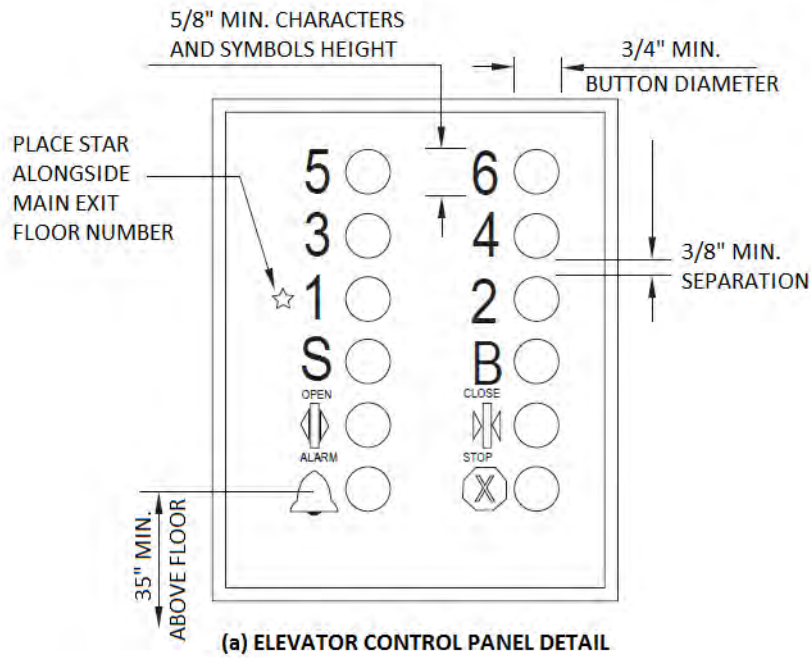 5/8" MIN. CHARACTERS
AND SYMBOLS HEIGHT
3/4" MIN.
BUTTON DIAMETER
PLACE STAR
ALONGSIDE
MAIN EXIT
FLOOR NUMBER
5
6
3
4
3/8" MIN.
SEPARATION
1
2
S
B
OPEN
CLOSE
ALARM
STOP
X
35" MIN.
ABOVE FLOOR
(a) ELEVATOR CONTROL PANEL DETAIL